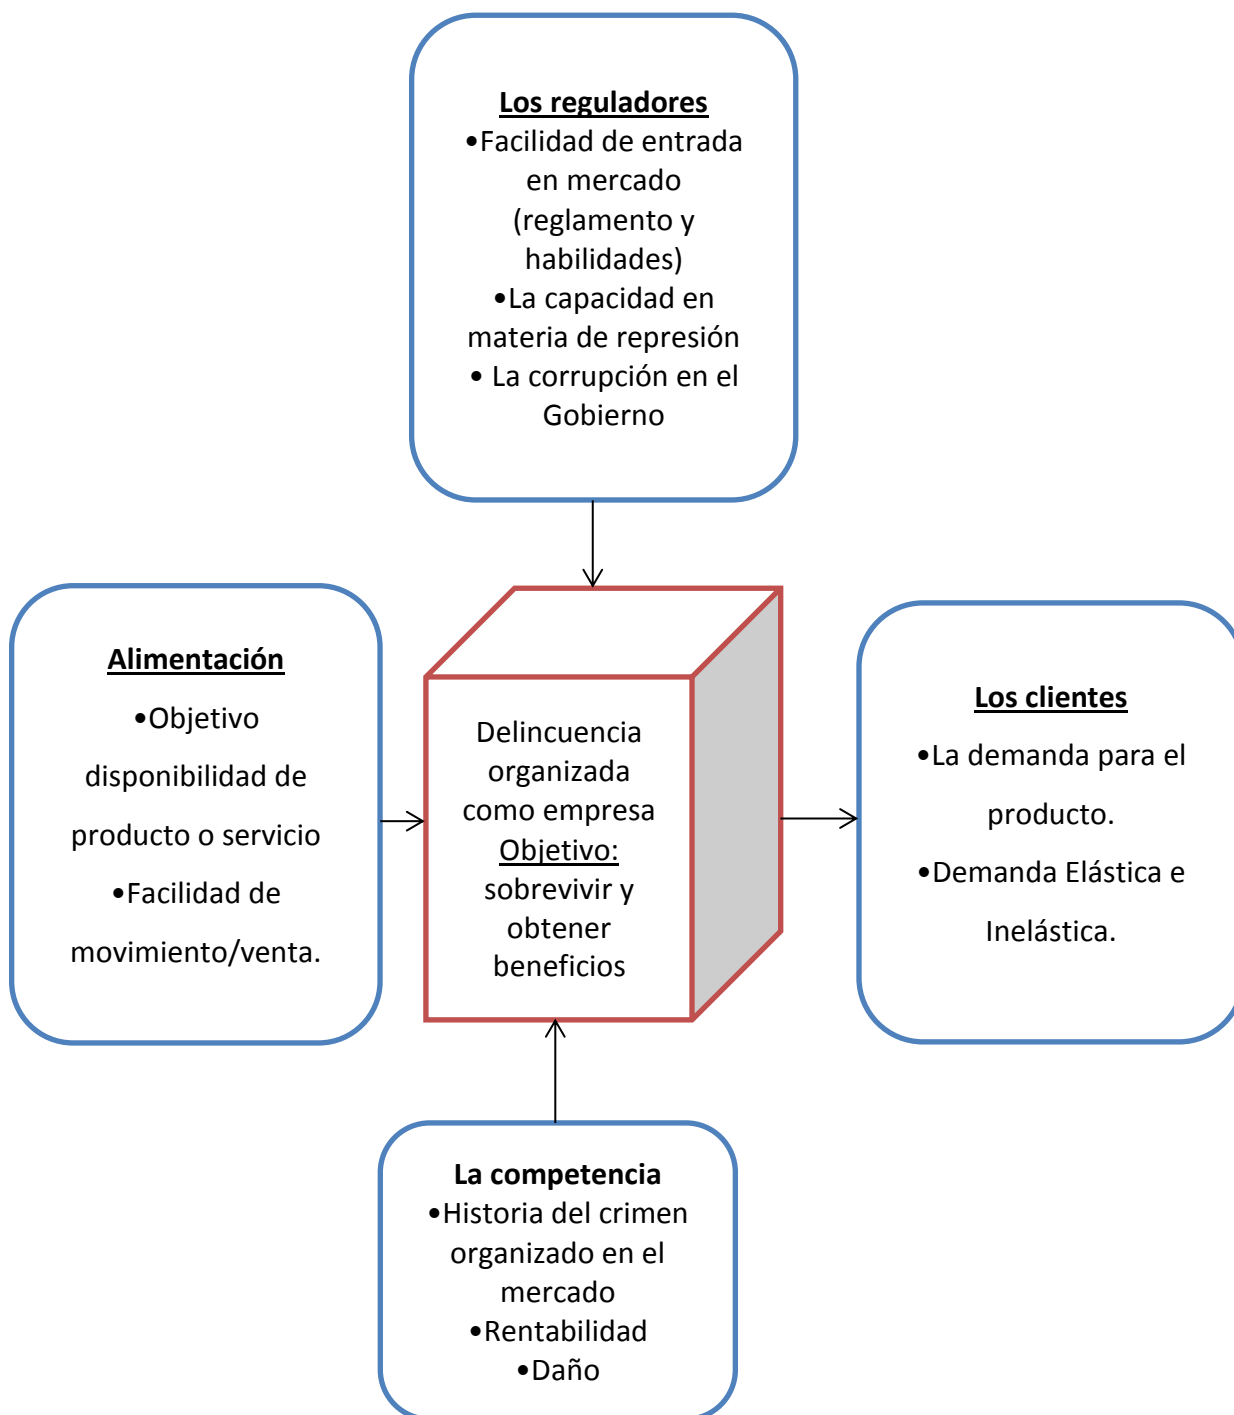 Los reguladores
•Facilidad de entrada
en mercado
(reglamento y
habilidades)
•La capacidad en
materia de represión
• La corrupción en el
Gobierno
Alimentación
•Objetivo
disponibilidad de
producto o servicio
•Facilidad de
movimiento/venta.
Delincuencia
organizada
como empresa
Objetivo:
sobrevivir y
obtener
beneficios
Los clientes
•La demanda para el
producto.
•Demanda Elástica e
Inelástica.
La competencia
•Historia del crimen
organizado en el
mercado
•Rentabilidad
•Daño